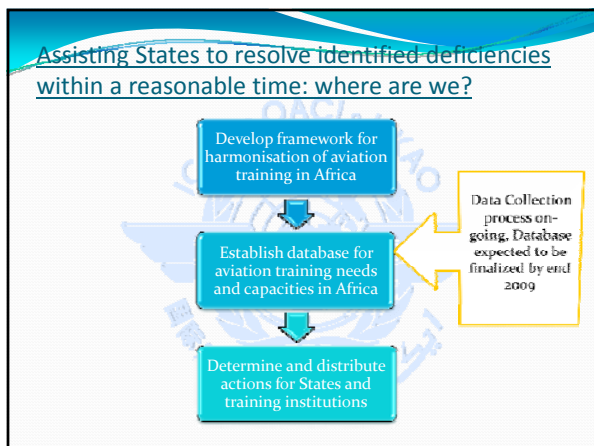 Assisting States to resolve identified deficiencies
within a reasonable time: where are we?
Develop framework for
harmonisation of aviation
training in Africa
Establish database for
aviation training needs
and capacities in Africa
Data Collection
process on-
going, Database
expected to be
finalized by end
2009
Determine and distribute
actions for States and
training institutions